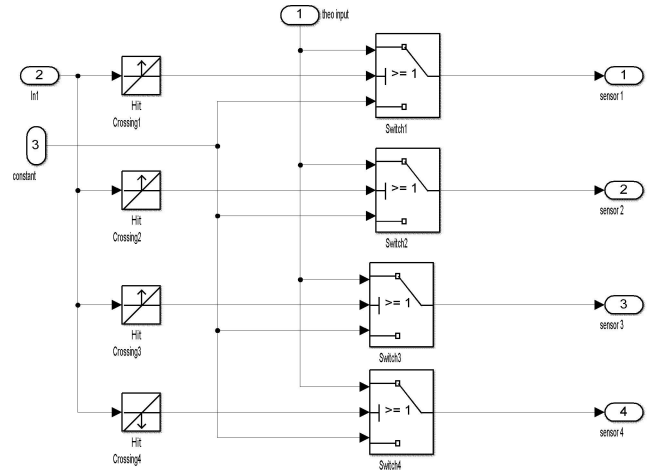 1
theo input
2
In1
Hit
Crossing1
>= 1
Switch1
1
sensor 1
3
constant
Hit
Crossing2
>= 1
Switch2
2
sensor 2
Hit
Crossing3
>= 1
Switch3
3
sensor 3
Hit
Crossing4
>= 1
Switch4
4
sensor 4